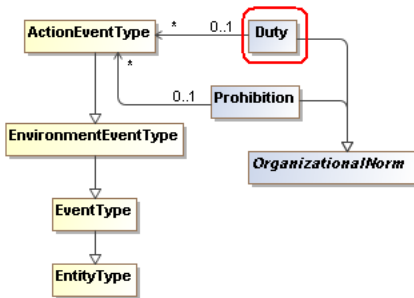 ActionEventType
*
0..1
Duty
*
0..1
Prohibition
EnvironmentEventType
OrganizationalNorm
EventType
EntityType